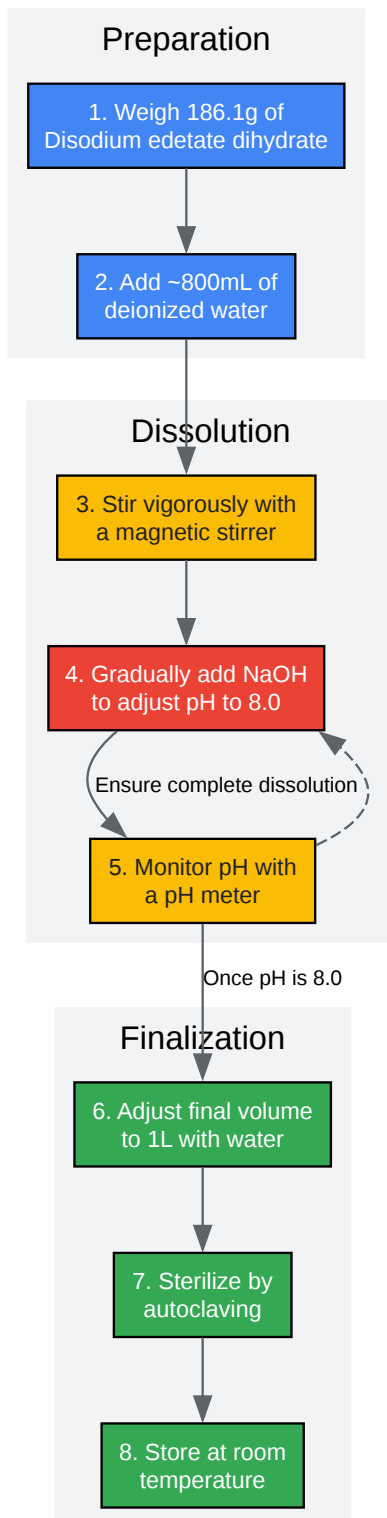 Preparation
1. Weigh 186.1g of
Disodium edetate dihydrate
2. Add ~800mL of
deionized water
Dissolution
3. Stir vigorously with
a magnetic stirrer
4. Gradually add NaOH
to adjust pH to 8.0
Ensure complete dissolution
5. Monitor pH with
a pH meter
Once pH is 8.0
Finalization
6. Adjust final volume
to 1L with water
7. Sterilize by
autoclaving
8. Store at room
temperature